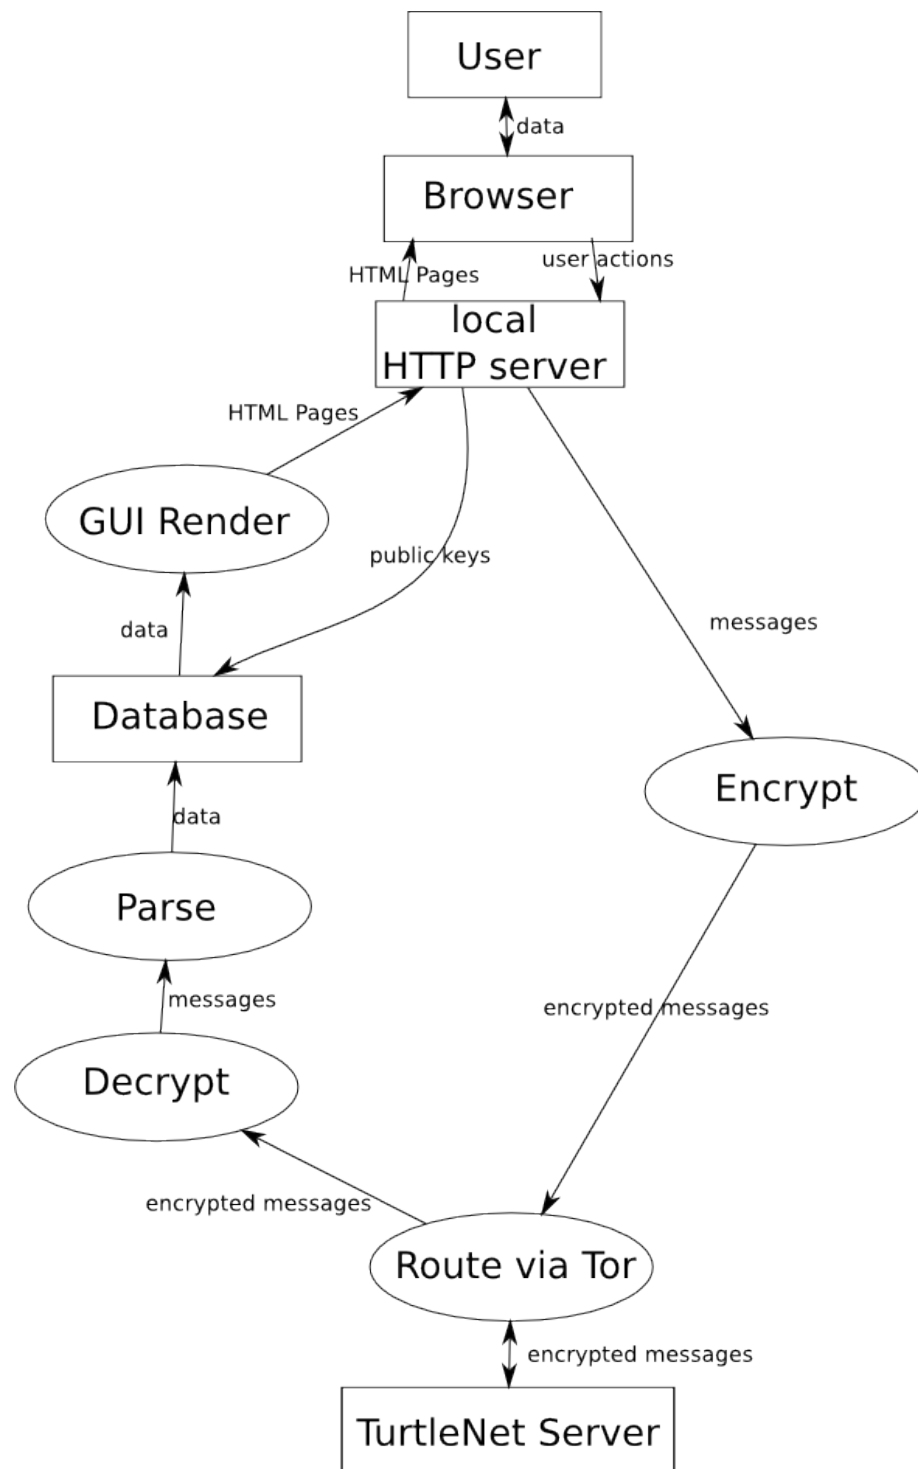 User
data
Browser
HTML Pages
user actions
local
HTTP server
HTML Pages
GUI Render
public keys
messages
data
Database
Encrypt
data
Parse
messages
encrypted messages
Decrypt
encrypted messages
Route via Tor
encrypted messages
TurtleNet Server